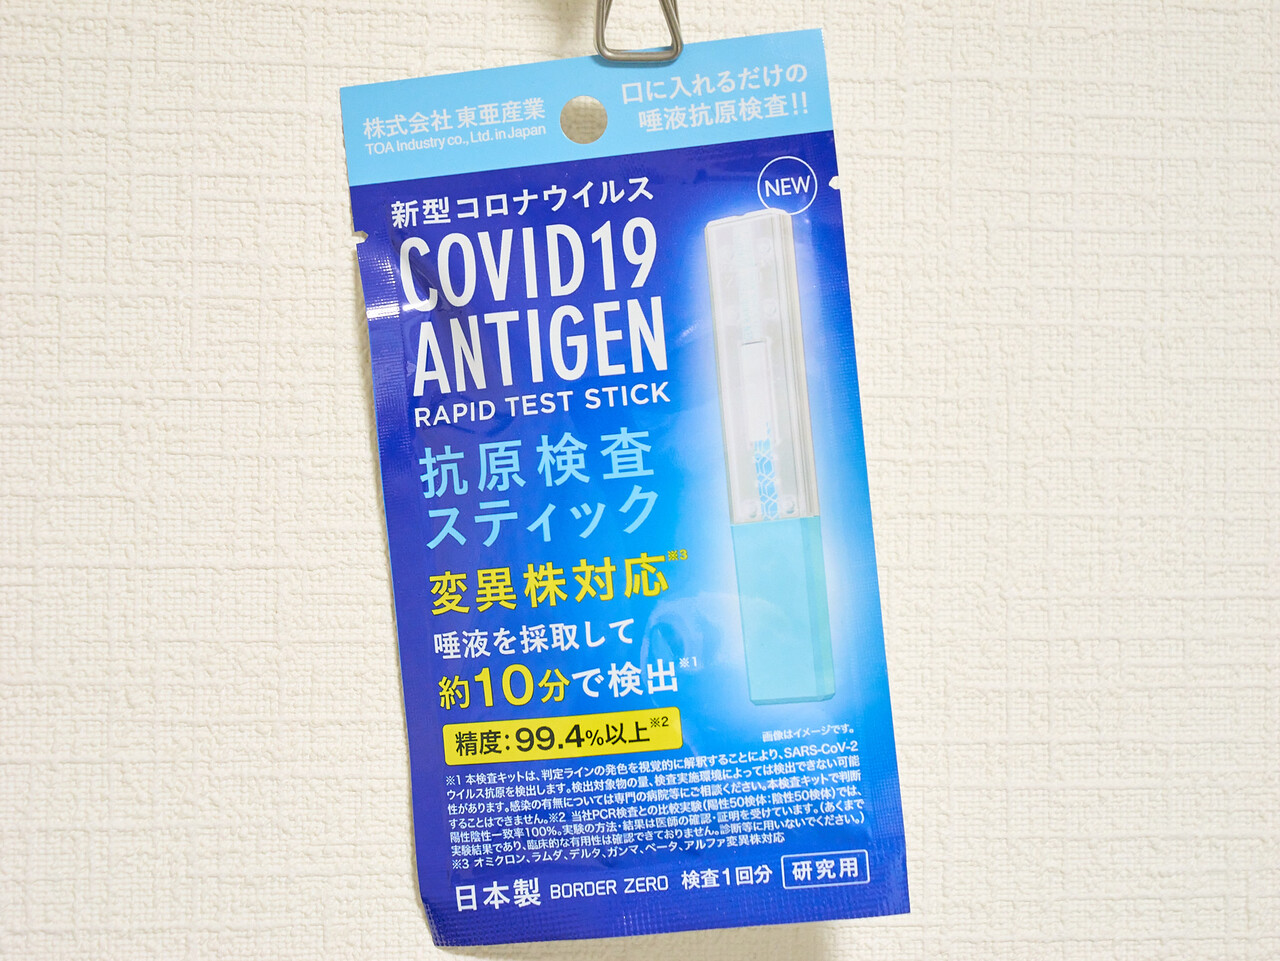 株式会社 東亜産業
TOA Industry co., Ltd. in Japan
口に入れるだけの
唾液抗原検査!!
NEW
新型コロナウイルス
COVID19
ANTIGEN
RAPID TEST STICK
抗原検査
スティック
変異株対応※3
唾液を採取して
約10分で検出※1
精度:99.4%以上※2
画像はイメージです。
※1 本検査キットは、判定ラインの発色を視覚的に解釈することにより、SARS-CoV-2
ウイルス抗原を検出します。検出対象物の量、検査実施環境によっては検出できない可能
性があります。感染の有無については専門の病院等にご相談ください。本検査キットで判断
することはできません。※2 当社PCR検査との比較実験(陽性50検体:陰性50検体)では、
陽性陰性一致率100%。実験の方法・結果は医師の確認・証明を受けています。(あくまで
実験結果であり、臨床的な有用性は確認できておりません。診断等に用いないでください。)
※3 オミクロン、ラムダ、デルタ、ガンマ、ベータ、アルファ変異株対応
日本製 BORDER ZERO 検査1回分 研究用